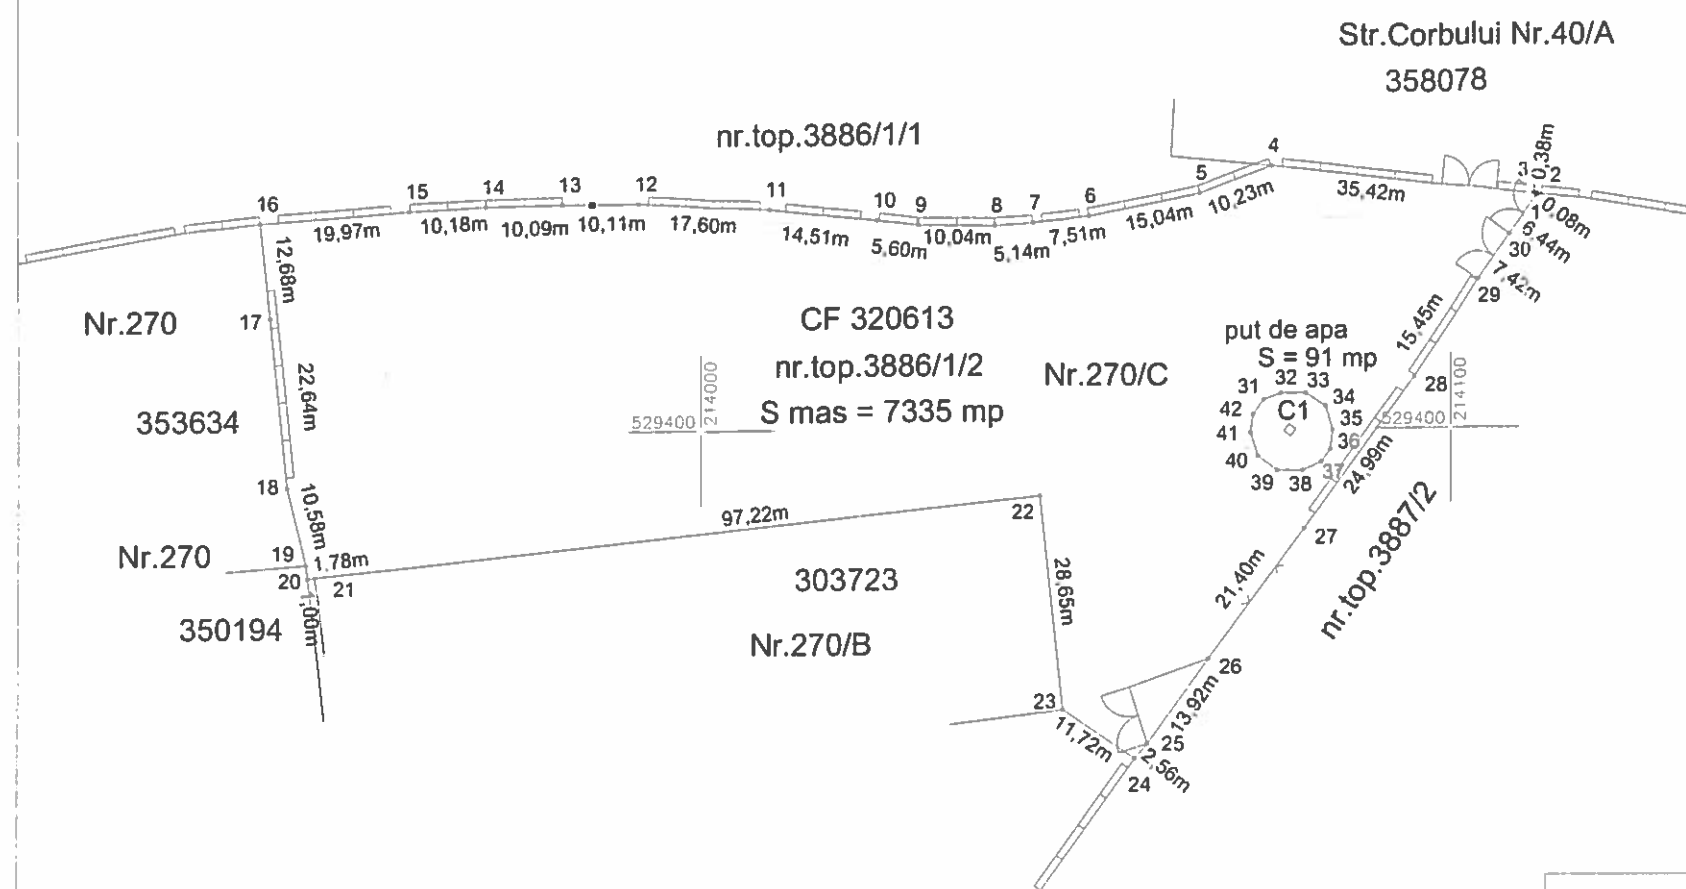 Str.Corbului Nr.40/A
358078
nr.top.3886/1/1
16
15
14
13
12
11
10
9
8
7
6
5
4
3
2
0,38m
19,97m
10,18m
10,09m
10,11m
17,60m
14,51m
5,60m
10,04m
5,14m
7,51m
15,04m
10,23m
35,42m
1
0,08m
6,44m
30
7,42m
29
12,68m
Nr.270
17
CF 320613
nr.top.3886/1/2
S mas = 7335 mp
Nr.270/C
put de apa
S = 91 mp
15,45m
28
31
32
33
34
35
36
37
38
39
40
41
42
C1
529400
214000
529400
214100
24,99m
22,64m
353634
18
10,58m
97,22m
22
27
nr.top.3887/2
Nr.270
19
1,78m
20
21
1,00m
350194
303723
Nr.270/B
28,65m
21,40m
26
23
11,72m
13,92m
25
2,56m
24